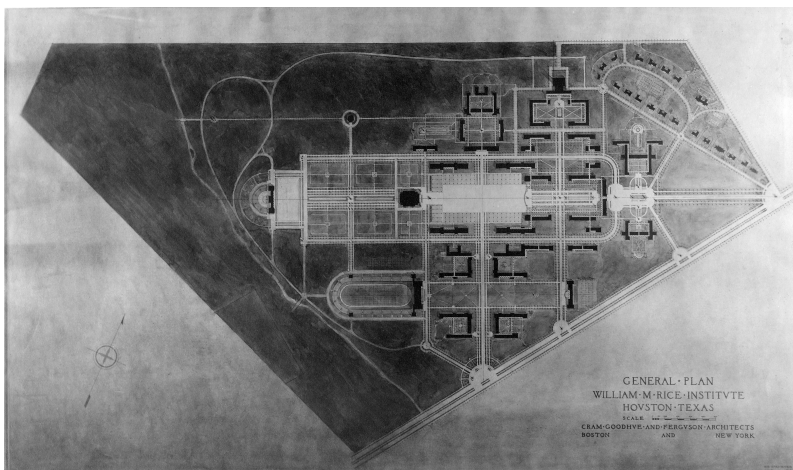 GENERAL·PLAN
WILLIAM·M·RICE·INSTITVTE
HOVSTON·TEXAS
SCALE
CRAM·GOODHVE·AND·FERGVSON·ARCHITECTS
BOSTON AND NEW YORK